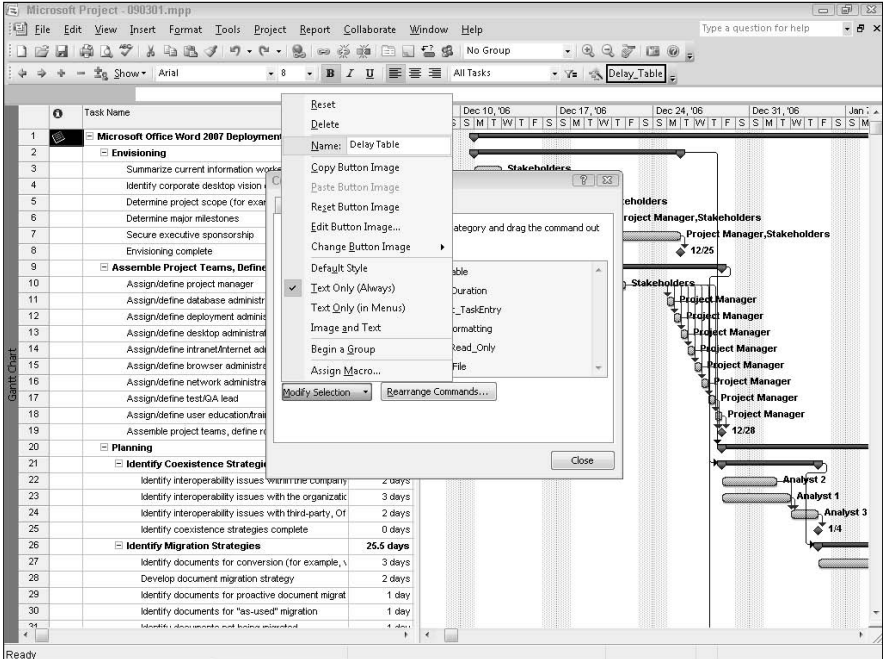 Microsoft Project - 090301.mpp
File Edit View Insert Format Tools Project Report Collaborate Window Help
Type a question for help
No Group
Show Arial 8 B I U All Tasks Delay_Table
Task Name
Dec 10, '06 Dec 17, '06 Dec 24, '06 Dec 31, '06 Jan
S S M T W T F S S M T W T F S S M T W T F S S M T W T F S S M
1 Microsoft Office Word 2007 Deployment
2 Envisioning
3 Summarize current information
Stakeholders
4 Identify corporate desktop vision
5 Determine project scope (for
6 Determine major milestones
roject Manager,Stakeholders
7 Secure executive sponsorship
Project Manager,Stakeholders
8 Envisioning complete
12/25
9 Assemble Project Teams, Define
10 Assign/define project manager
Stakeholders
11 Assign/define database
Project Manager
12 Assign/define deployment
Project Manager
13 Assign/define desktop
Project Manager
14 Assign/define intranet/Internet
Project Manager
15 Assign/define browser
Project Manager
16 Assign/define network
Project Manager
17 Assign/define test/QA lead
Project Manager
18 Assign/define user
Project Manager
19 Assemble project teams, define
12/28
20 Planning
21 Identify Coexistence
22 Identify interoperability issues within the company 2 days
Analyst 2
23 Identify interoperability issues with the 3 days
Analyst 1
24 Identify interoperability issues with third-party, Of 2 days
Analyst 3
25 Identify coexistence strategies complete 0 days
1/4
26 Identify Migration Strategies 25.5 days
27 Identify documents for conversion (for example, 3 days
28 Develop document migration strategy 2 days
29 Identify documents for proactive document migrat 1 day
30 Identify documents for "as-used" migration 1 day
31
Gantt Chart
Reset
Delete
Name: Delay Table
Copy Button Image
Paste Button Image
Reset Button Image
Edit Button Image...
Change Button Image
Default Style
Text Only (Always)
Text Only (in Menus)
Image and Text
Begin a Group
Assign Macro...
ategory and drag the command out
able
Duration
_TaskEntry
ormatting
Read_Only
File
Modify Selection Rearrange Commands...
Close
Ready